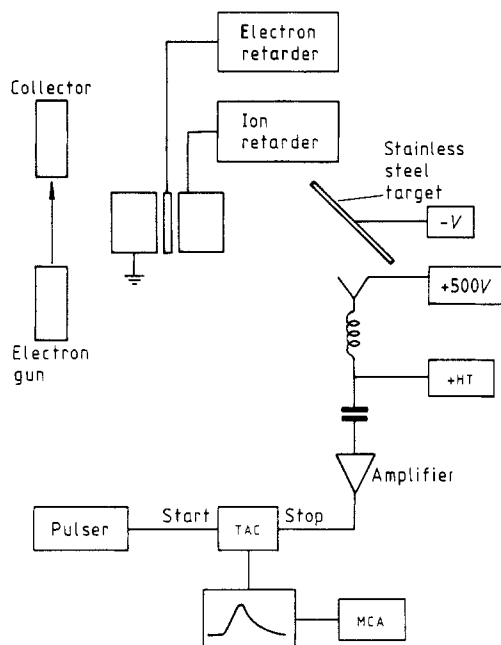 Electron
retarder
Collector
Ion
retarder
Stainless
steel
target
-V
+500V
Electron
gun
+HT
Amplifier
Pulser
Start
TAC
Stop
MCA